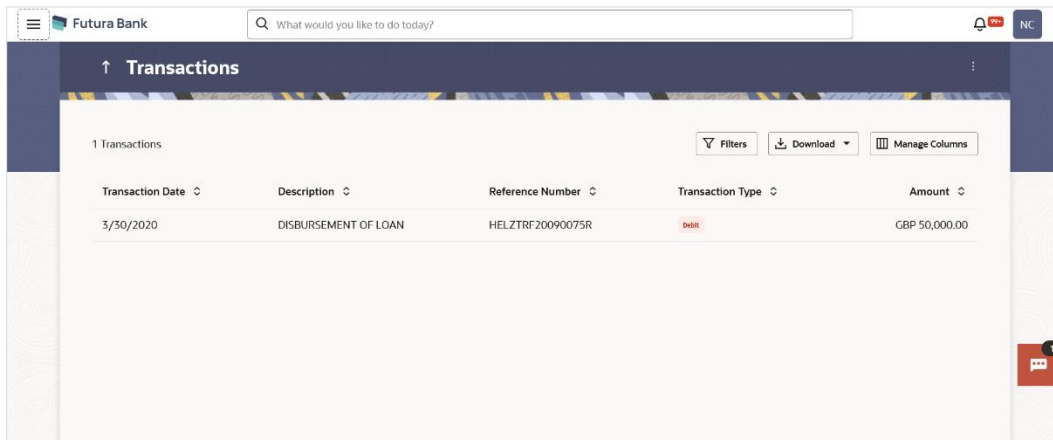 Futura Bank
What would you like to do today?
99+
NC
Transactions
1 Transactions
Filters
Download
Manage Columns
Transaction Date
Description
Reference Number
Transaction Type
Amount
3/30/2020
DISBURSEMENT OF LOAN
HELZTRF20090075R
Debit
GBP 50,000.00